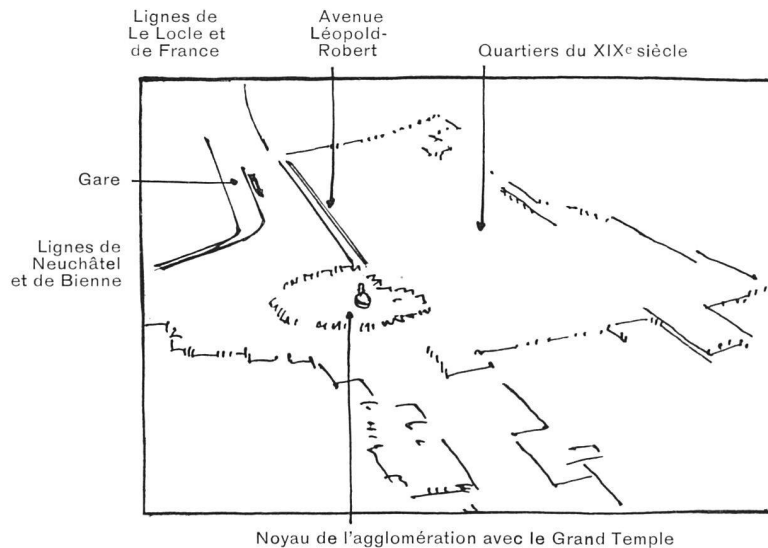 Lignes de
Le Locle et
de France
Avenue
Léopold-
Robert
Quartiers du XIXe siècle
Gare
Lignes de
Neuchâtel
et de Bienne
Noyau de l'agglomération avec le Grand Temple